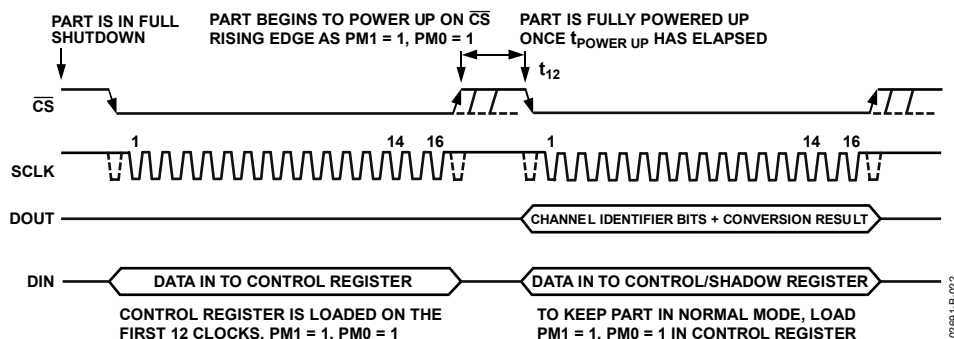 PART IS IN FULL
SHUTDOWN
PART BEGINS TO POWER UP ON CS
RISING EDGE AS PM1 = 1, PM0 = 1
PART IS FULLY POWERED UP
ONCE tPOWER UP HAS ELAPSED
t12
CS
1 14 16 1 14 16
SCLK
DOUT
CHANNEL IDENTIFIER BITS + CONVERSION RESULT
DIN
DATA IN TO CONTROL REGISTER
DATA IN TO CONTROL/SHADOW REGISTER
CONTROL REGISTER IS LOADED ON THE
FIRST 12 CLOCKS, PM1 = 1, PM0 = 1
TO KEEP PART IN NORMAL MODE, LOAD
PM1 = 1, PM0 = 1 IN CONTROL REGISTER